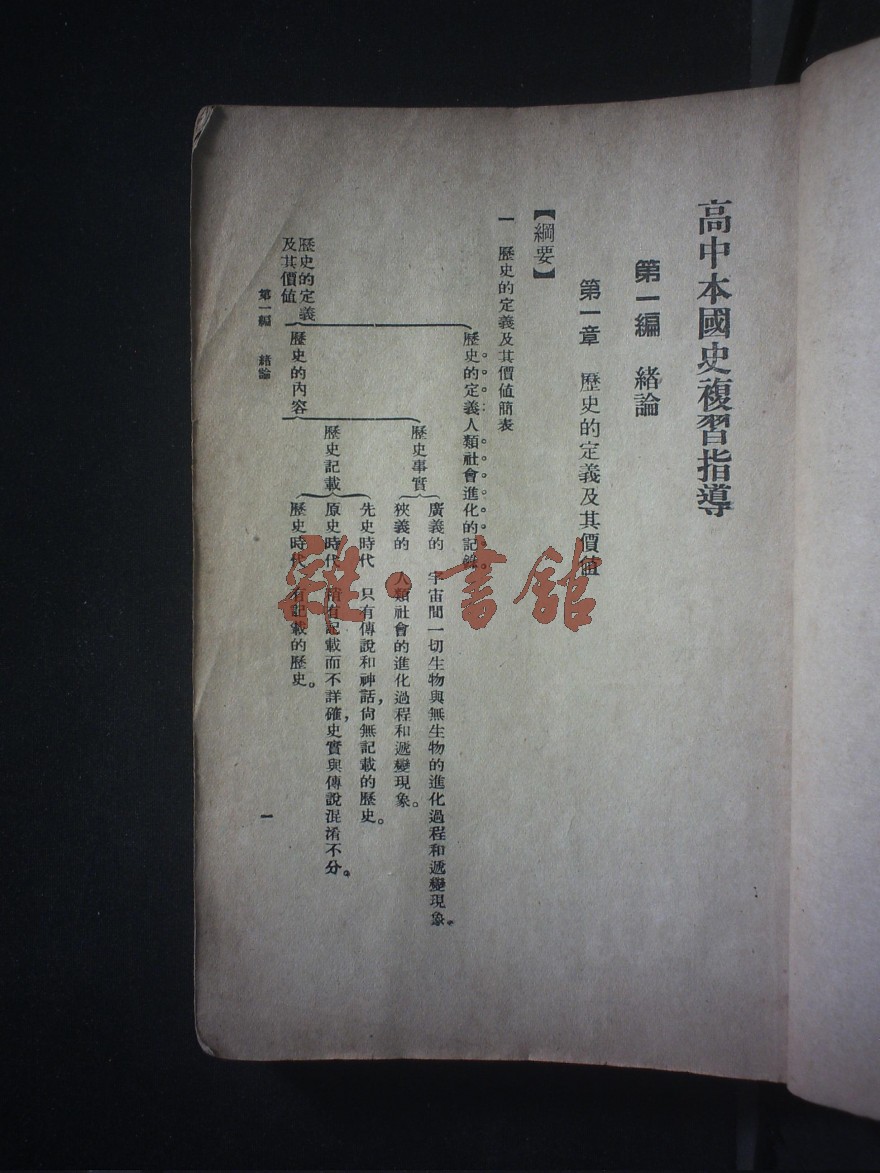 高中本國史複習指導
第一編 緒論
第一章 歷史的定義及其價值
【綱要】
一 歷史的定義及其價值簡表
歷史的定義：人類社會進化的記錄。
歷史的定義及其價值
歷史的內容
歷史事實
廣義的 宇宙間一切生物與無生物的進化過程和遞變現象。
狹義的 人類社會的進化過程和遞變現象。
歷史記載
先史時代 只有傳說和神話，尙無記載的歷史。
原史時代 稍有記載而不詳確，史實與傳說混淆不分。
歷史時代 有記載的歷史。
第一編 緒論
一
雜·書館